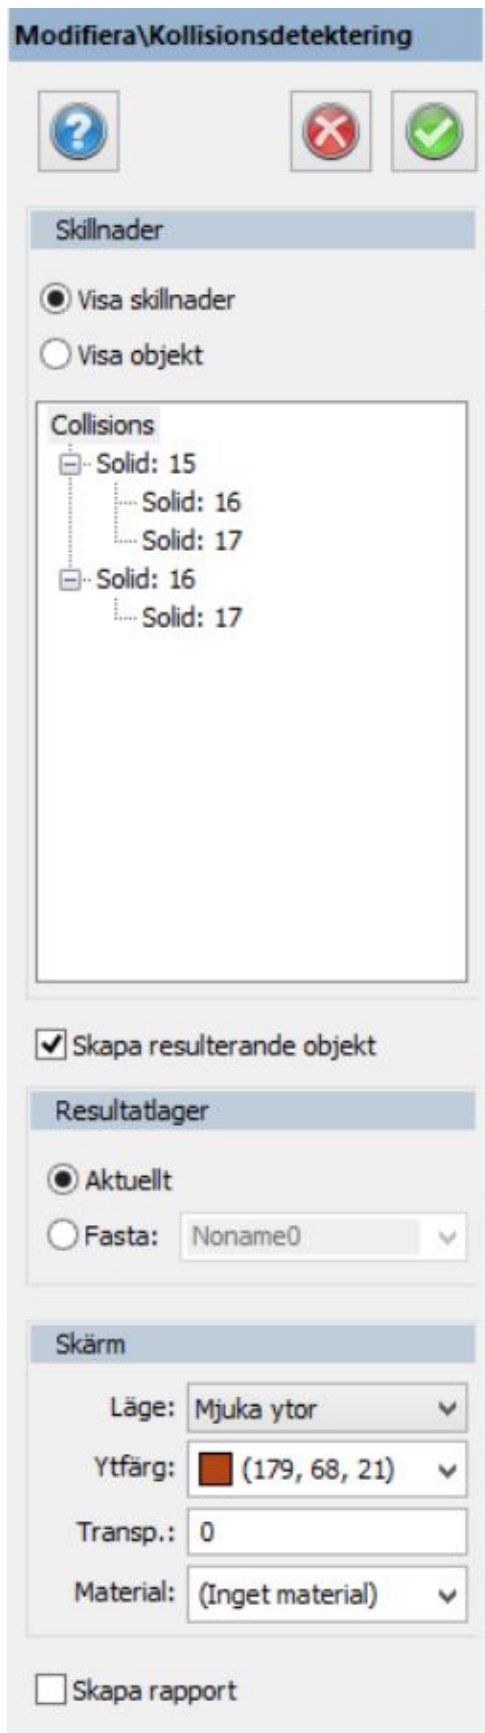 Modifiera\Kollisionsdetektering
Skillnader
Visa skillnader
Visa objekt
Collisions
Solid: 15
Solid: 16
Solid: 17
Solid: 16
Solid: 17
Skapa resulterande objekt
Resultatlager
Aktuellt
Fasta: Noname0
Skärm
Läge: Mjuka ytor
Ytfärg: (179, 68, 21)
Transp.: 0
Material: (Inget material)
Skapa rapport